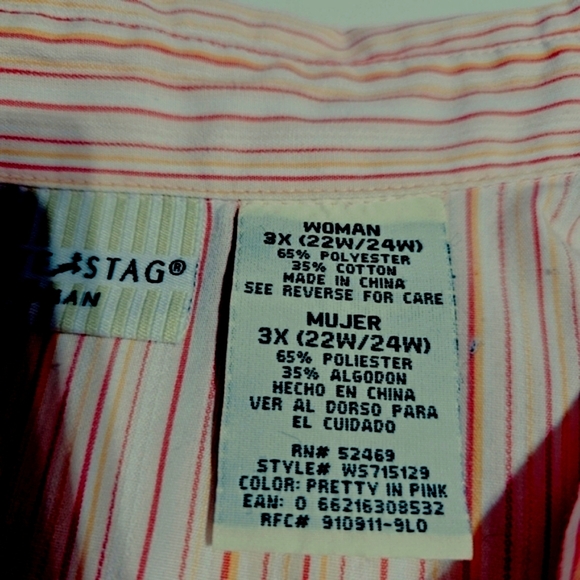 STAG®
WOMAN
3X (22W/24W)
65% POLYESTER
35% COTTON
MADE IN CHINA
SEE REVERSE FOR CARE
MUJER
3X (22W/24W)
65% POLIESTER
35% ALGODON
HECHO EN CHINA
VER AL DORSO PARA
EL CUIDADO
RN# 52469
STYLE# W5715129
COLOR: PRETTY IN PINK
EAN: 0 66216308532
RFC# 910911-9L0